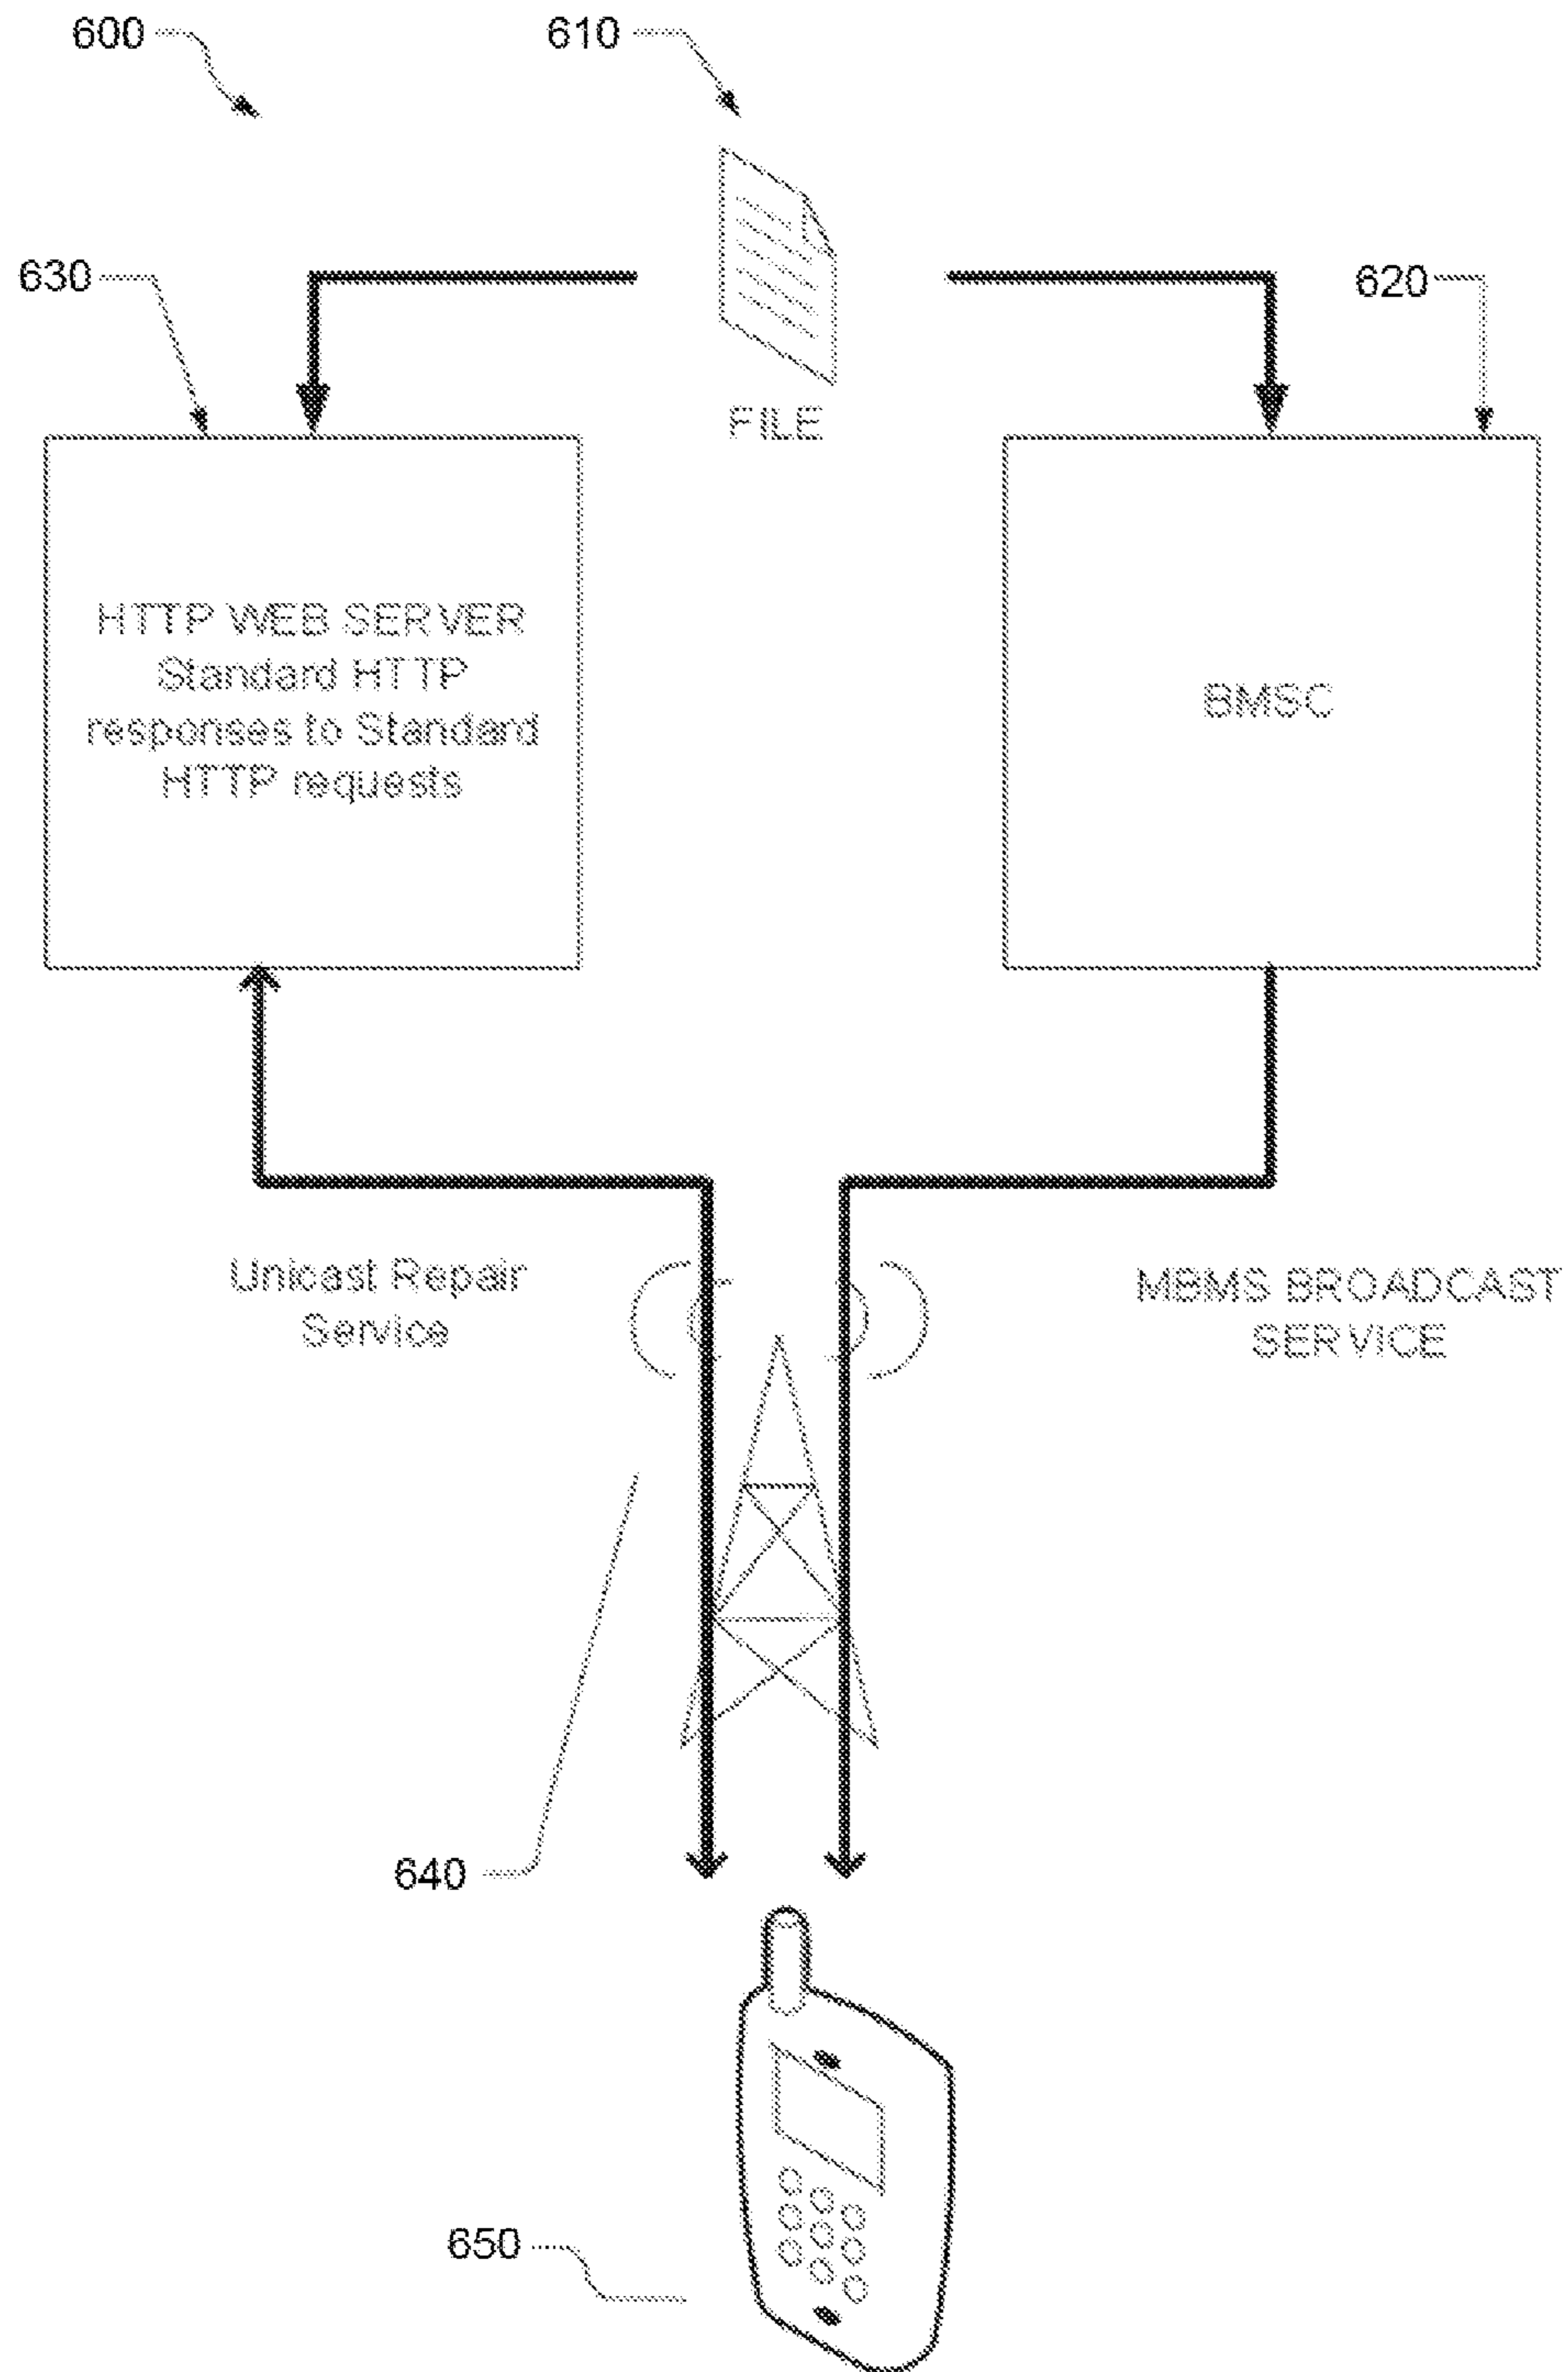 600
610
630
620
FILE
HTTP WEB SERVER
Standard HTTP
responses to Standard
HTTP requests
BMSC
Unicast Repair
Service
MBMS BROADCAST
SERVICE
640
650